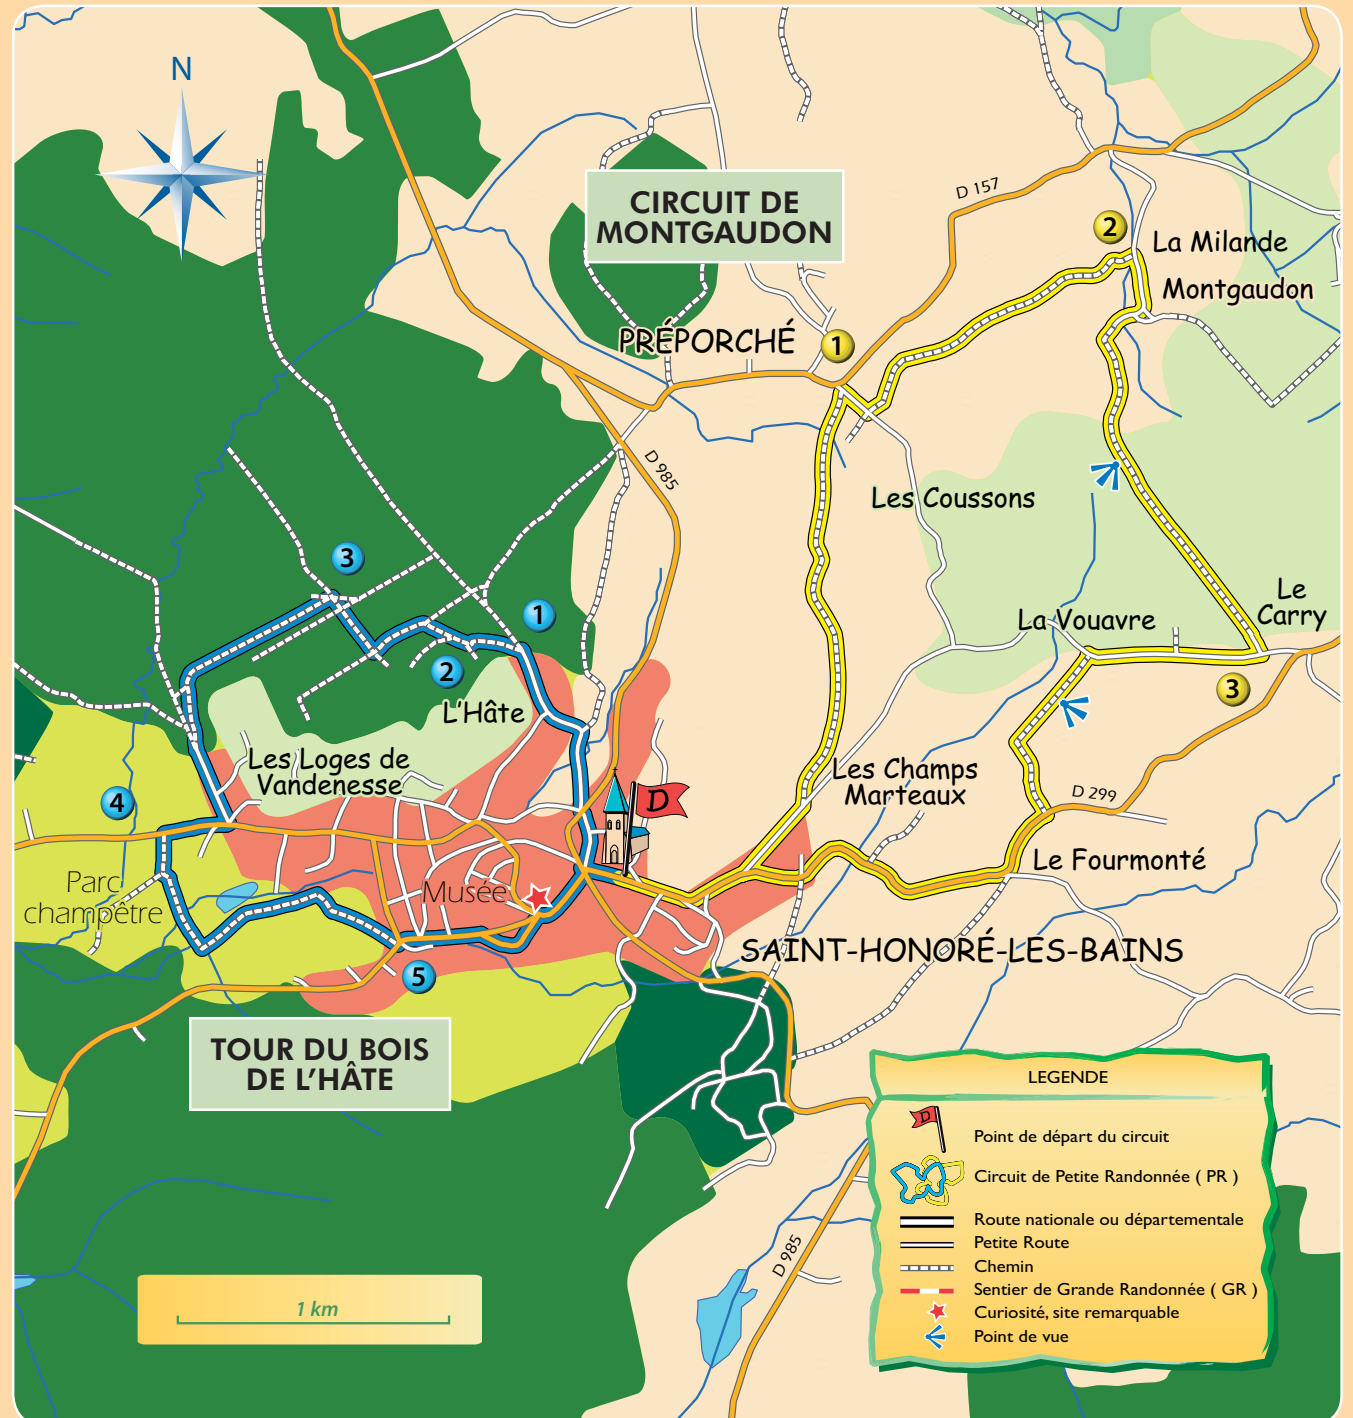 N
CIRCUIT DE
MONTGAUDON
D 157
2
La Milande
Montgaudon
PRÉPORCHÉ
1
D 985
Les Coussons
3
1
2
L'Hâte
La Vouavre
Le
Carry
3
Les Loges de
Vandenesse
4
D
Les Champs
Marteaux
D 299
Le Fourmonté
Parc
champêtre
Musée
5
SAINT-HONORÉ-LES-BAINS
TOUR DU BOIS
DE L'HÂTE
D 985
1 km
LEGENDE
D
Point de départ du circuit
Circuit de Petite Randonnée ( PR )
Route nationale ou départementale
Petite Route
Chemin
Sentier de Grande Randonnée ( GR )
Curiosité, site remarquable
Point de vue